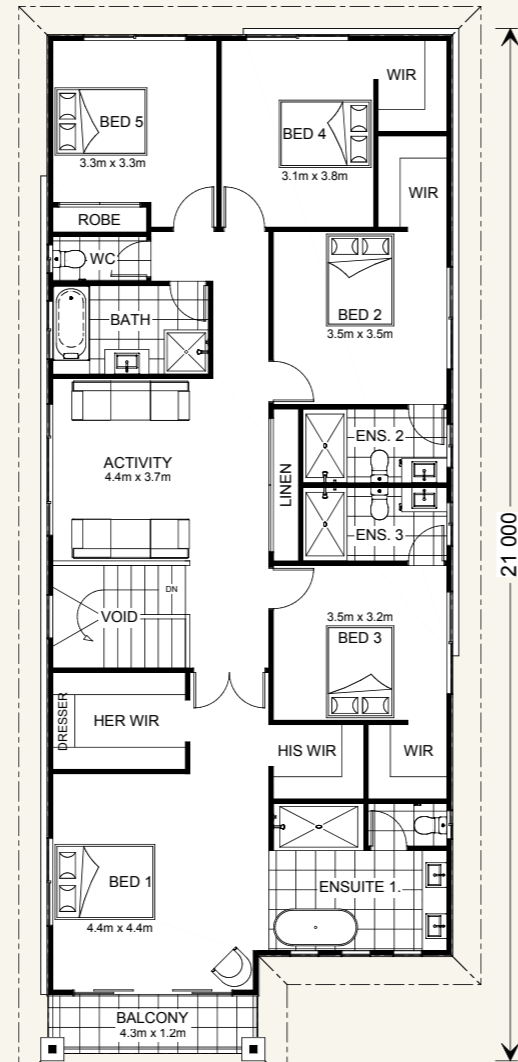 WIR
BED 5
3.3m x 3.3m
BED 4
3.1m x 3.8m
WIR
ROBE
WC
BATH
BED 2
3.5m x 3.5m
ACTIVITY
4.4m x 3.7m
LINEN
ENS. 2
ENS. 3
21 000
DN
VOID
3.5m x 3.2m
BED 3
DRESSER
HER WIR
HIS WIR
WIR
BED 1
4.4m x 4.4m
ENSUITE 1.
BALCONY
4.3m x 1.2m